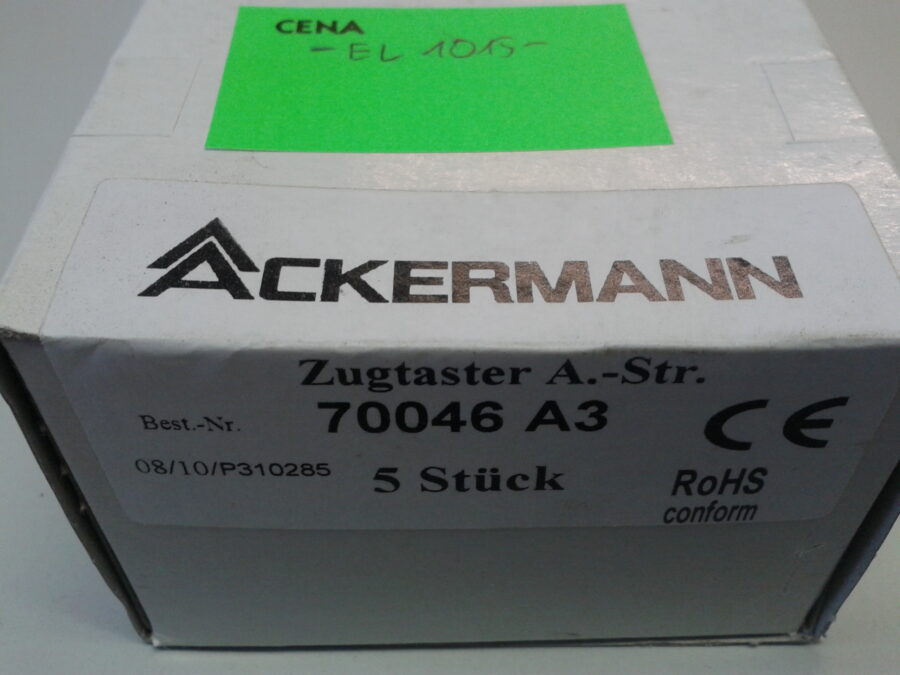 CENA
-EL 1015-
ACKERMANN
Zugtaster A.-Str.
Best.-Nr. 70046 A3
CE
08/10/P310285 5 Stück
RoHS
conform